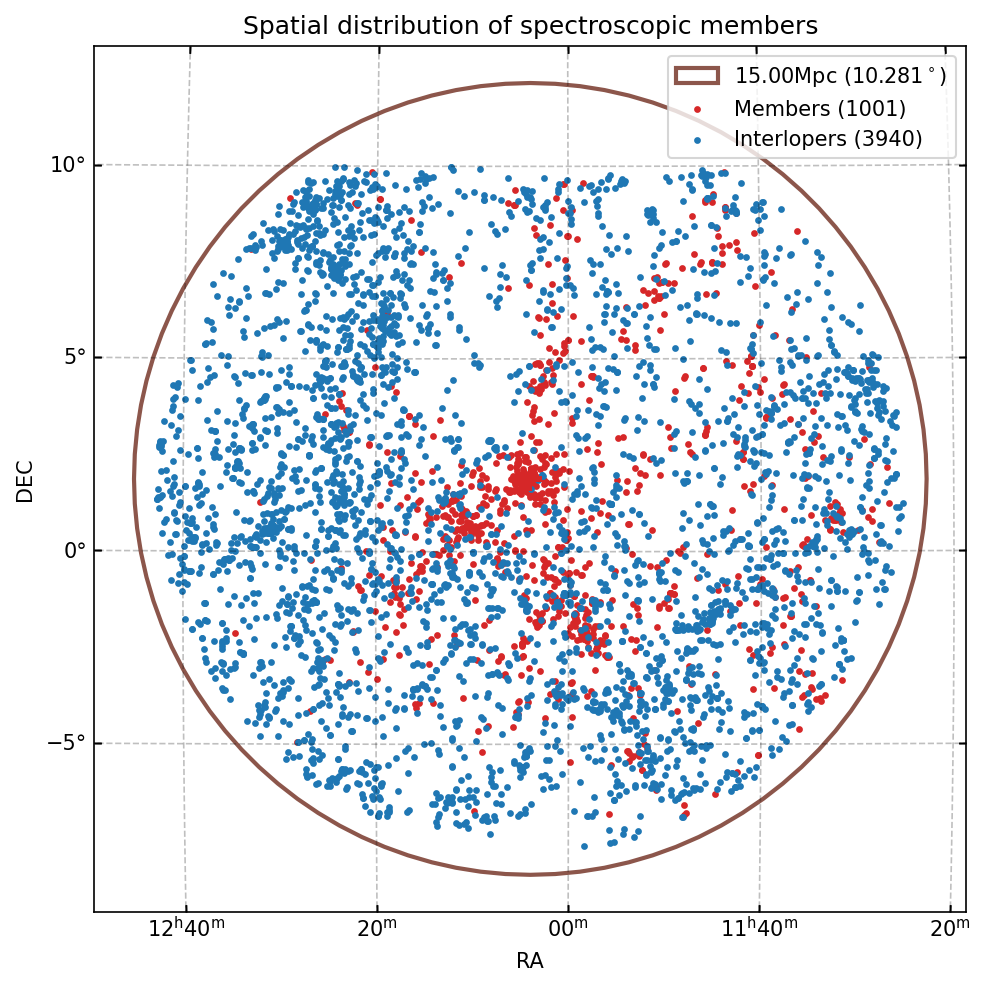 Spatial distribution of spectroscopic members
15.00Mpc (10.281°)
Members (1001)
Interlopers (3940)
10°
5°
0°
−5°
DEC
12ʰ40ᵐ
20ᵐ
00ᵐ
11ʰ40ᵐ
20ᵐ
RA